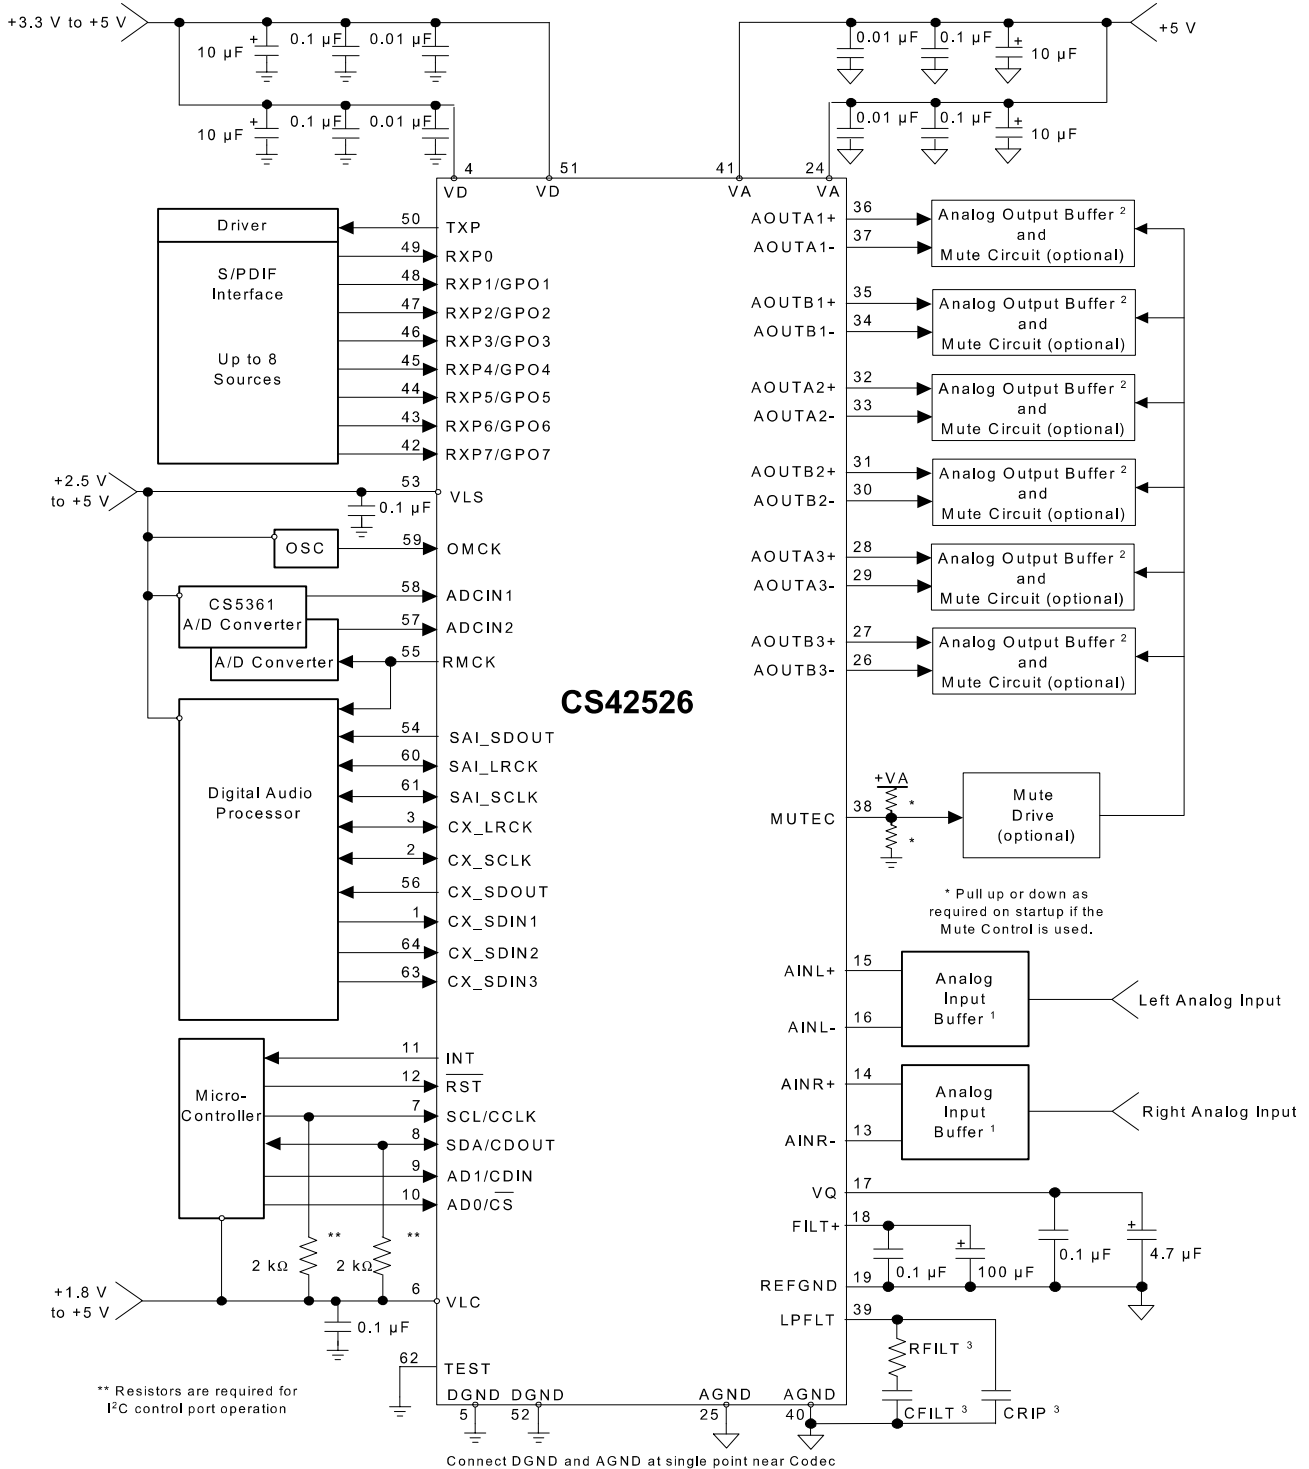 +3.3 V to +5 V
10 µF
+
0.1 µF
0.01 µF
10 µF
+
0.1 µF
0.01 µF
0.01 µF
0.1 µF
+
10 µF
+5 V
0.01 µF
0.1 µF
+
10 µF
4
51
41
24
VD
VD
VA
VA
Driver
S/PDIF
Interface
Up to 8
Sources
50
TXP
49
RXP0
48
RXP1/GPO1
47
RXP2/GPO2
46
RXP3/GPO3
45
RXP4/GPO4
44
RXP5/GPO5
43
RXP6/GPO6
42
RXP7/GPO7
+2.5 V
to +5 V
53
VLS
0.1 µF
OSC
59
OMCK
CS5361
A/D Converter
58
ADCIN1
57
ADCIN2
A/D Converter
55
RMCK
CS42526
Digital Audio
Processor
54
SAI_SDOUT
60
SAI_LRCK
61
SAI_SCLK
3
CX_LRCK
2
CX_SCLK
56
CX_SDOUT
1
CX_SDIN1
64
CX_SDIN2
63
CX_SDIN3
Micro-
Controller
11
INT
12
RST
7
SCL/CCLK
8
SDA/CDOUT
9
AD1/CDIN
10
AD0/CS
**
2 kΩ
**
2 kΩ
+1.8 V
to +5 V
6
VLC
0.1 µF
62
TEST
** Resistors are required for
I²C control port operation
DGND
DGND
AGND
AGND
5
52
25
40
Connect DGND and AGND at single point near Codec
AOUTA1+
36
AOUTA1-
37
Analog Output Buffer ²
and
Mute Circuit (optional)
AOUTB1+
35
AOUTB1-
34
Analog Output Buffer ²
and
Mute Circuit (optional)
AOUTA2+
32
AOUTA2-
33
Analog Output Buffer ²
and
Mute Circuit (optional)
AOUTB2+
31
AOUTB2-
30
Analog Output Buffer ²
and
Mute Circuit (optional)
AOUTA3+
28
AOUTA3-
29
Analog Output Buffer ²
and
Mute Circuit (optional)
AOUTB3+
27
AOUTB3-
26
Analog Output Buffer ²
and
Mute Circuit (optional)
+VA
*
*
MUTEC
38
Mute
Drive
(optional)
* Pull up or down as
required on startup if the
Mute Control is used.
AINL+
15
AINL-
16
Analog
Input
Buffer ¹
Left Analog Input
AINR+
14
AINR-
13
Analog
Input
Buffer ¹
Right Analog Input
VQ
17
FILT+
18
0.1 µF
+
100 µF
0.1 µF
+
4.7 µF
REFGND
19
LPFLT
39
RFILT ³
CFILT ³
CRIP ³